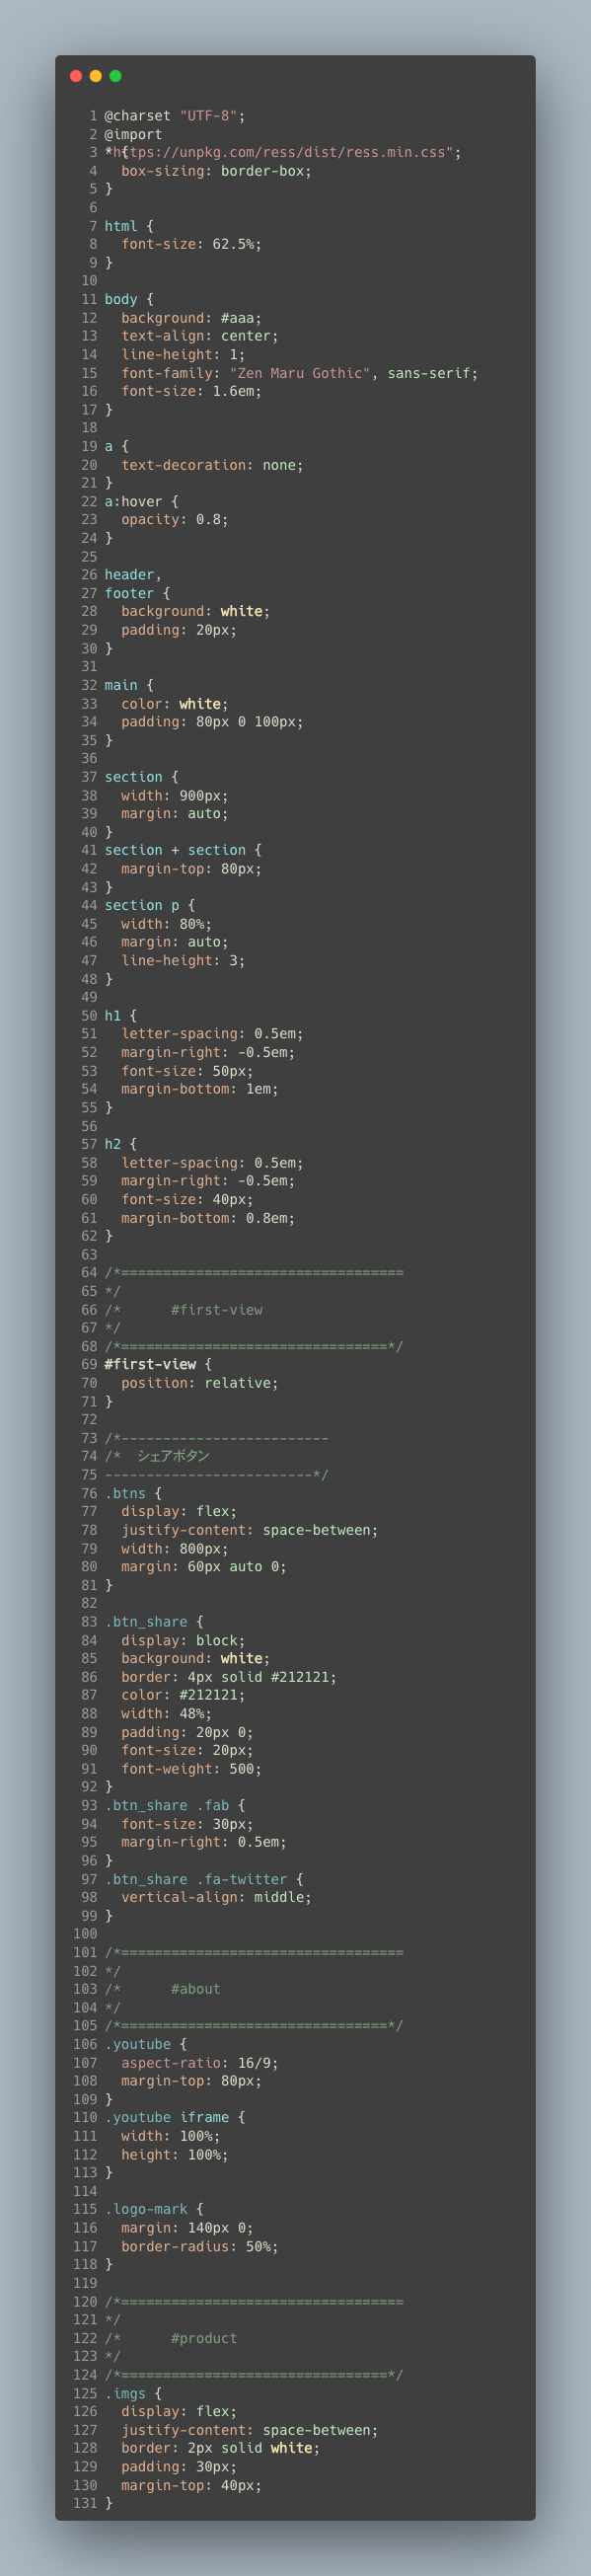 1 @charset "UTF-8";
2 @import
"https://unpkg.com/ress/dist/ress.min.css";
3 * {
4 box-sizing: border-box;
5 }
6
7 html {
8 font-size: 62.5%;
9 }
10
11 body {
12 background: #aaa;
13 text-align: center;
14 line-height: 1;
15 font-family: "Zen Maru Gothic", sans-serif;
16 font-size: 1.6em;
17 }
18
19 a {
20 text-decoration: none;
21 }
22 a:hover {
23 opacity: 0.8;
24 }
25
26 header,
27 footer {
28 background: white;
29 padding: 20px;
30 }
31
32 main {
33 color: white;
34 padding: 80px 0 100px;
35 }
36
37 section {
38 width: 900px;
39 margin: auto;
40 }
41 section + section {
42 margin-top: 80px;
43 }
44 section p {
45 width: 80%;
46 margin: auto;
47 line-height: 3;
48 }
49
50 h1 {
51 letter-spacing: 0.5em;
52 margin-right: -0.5em;
53 font-size: 50px;
54 margin-bottom: 1em;
55 }
56
57 h2 {
58 letter-spacing: 0.5em;
59 margin-right: -0.5em;
60 font-size: 40px;
61 margin-bottom: 0.8em;
62 }
63
64 /*==================================
65 */
66 /* #first-view
67 */
68 /*================================*/
69 #first-view {
70 position: relative;
71 }
72
73 /*-------------------------
74 /* シェアボタン
75 -------------------------*/
76 .btns {
77 display: flex;
78 justify-content: space-between;
79 width: 800px;
80 margin: 60px auto 0;
81 }
82
83 .btn_share {
84 display: block;
85 background: white;
86 border: 4px solid #212121;
87 color: #212121;
88 width: 48%;
89 padding: 20px 0;
90 font-size: 20px;
91 font-weight: 500;
92 }
93 .btn_share .fab {
94 font-size: 30px;
95 margin-right: 0.5em;
96 }
97 .btn_share .fa-twitter {
98 vertical-align: middle;
99 }
100
101 /*==================================
102 */
103 /* #about
104 */
105 /*================================*/
106 .youtube {
107 aspect-ratio: 16/9;
108 margin-top: 80px;
109 }
110 .youtube iframe {
111 width: 100%;
112 height: 100%;
113 }
114
115 .logo-mark {
116 margin: 140px 0;
117 border-radius: 50%;
118 }
119
120 /*==================================
121 */
122 /* #product
123 */
124 /*================================*/
125 .imgs {
126 display: flex;
127 justify-content: space-between;
128 border: 2px solid white;
129 padding: 30px;
130 margin-top: 40px;
131 }